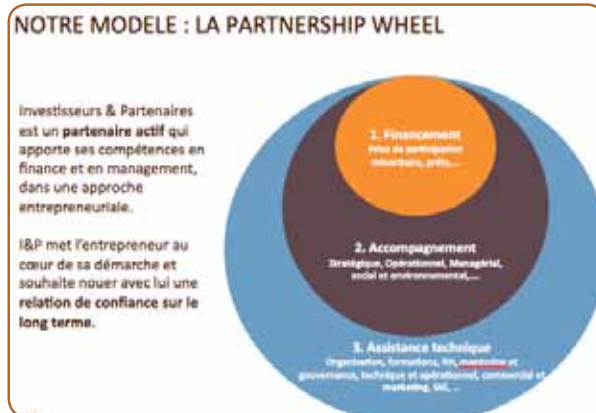 NOTRE MODELE : LA PARTNERSHIP WHEEL
Investisseurs & Partenaires
est un partenaire actif qui
apporte ses compétences en
finance et en management,
dans une approche
entrepreneuriale.
I&P met l'entrepreneur au
cœur de sa démarche et
souhaite nouer avec lui une
relation de confiance sur le
long terme.
1. Financement
Prise de participation
minoritaire, prêts,...
2. Accompagnement
Stratégique, Opérationnel, Managérial,
social et environnemental,...
3. Assistance technique
Organisation, formations, RH, et
gouvernance, technique et opérationnel, commercial et
marketing, SIG, ...